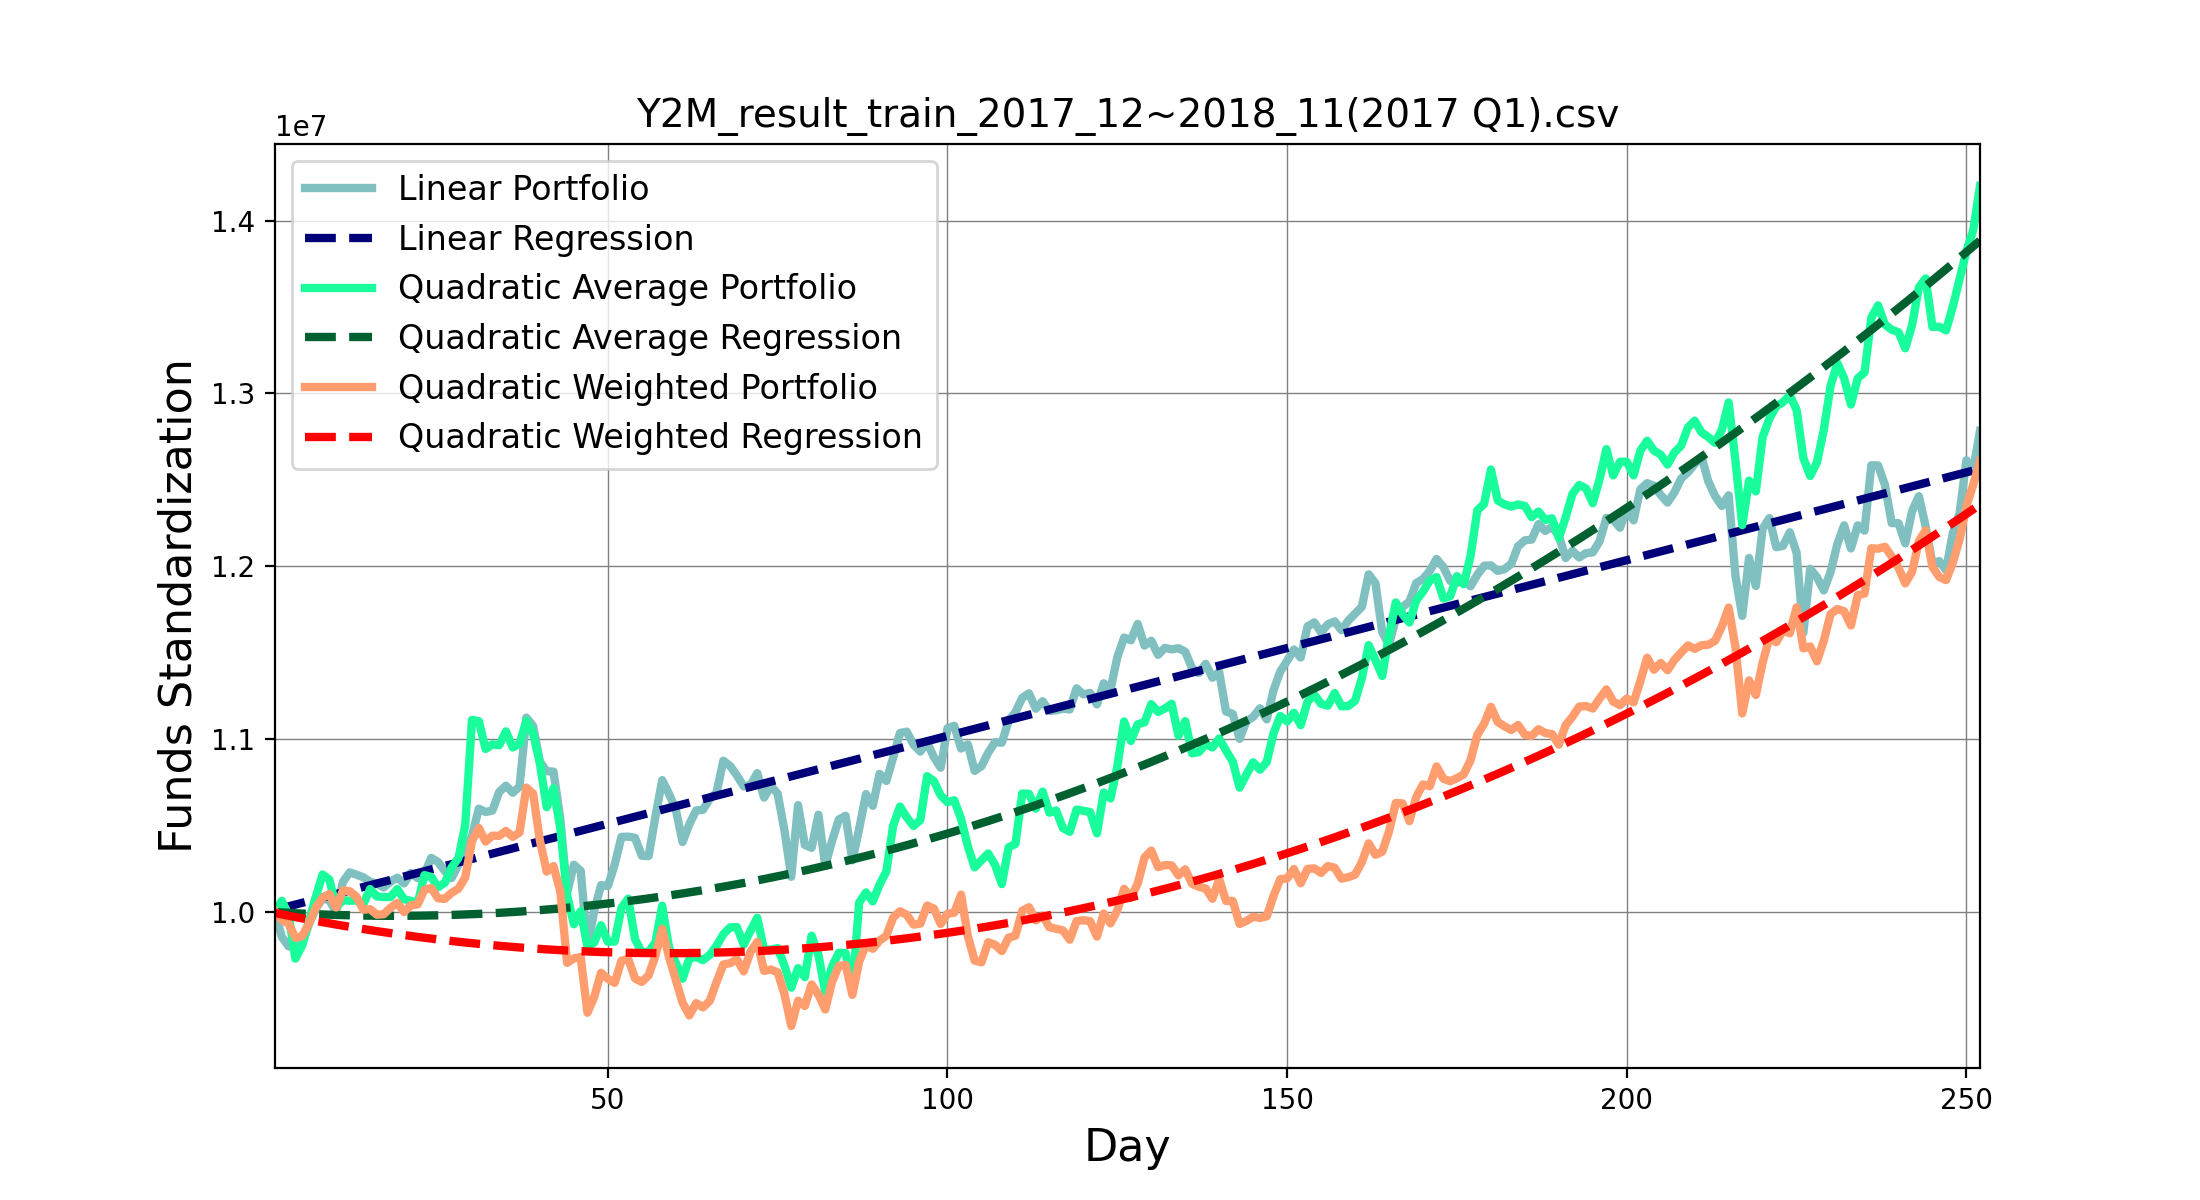 Y2M_result_train_2017_12~2018_11(2017 Q1).csv
1e7
Linear Portfolio
Linear Regression
Quadratic Average Portfolio
Quadratic Average Regression
Quadratic Weighted Portfolio
Quadratic Weighted Regression
Funds Standardization
1.4
1.3
1.2
1.1
1.0
50
100
150
200
250
Day